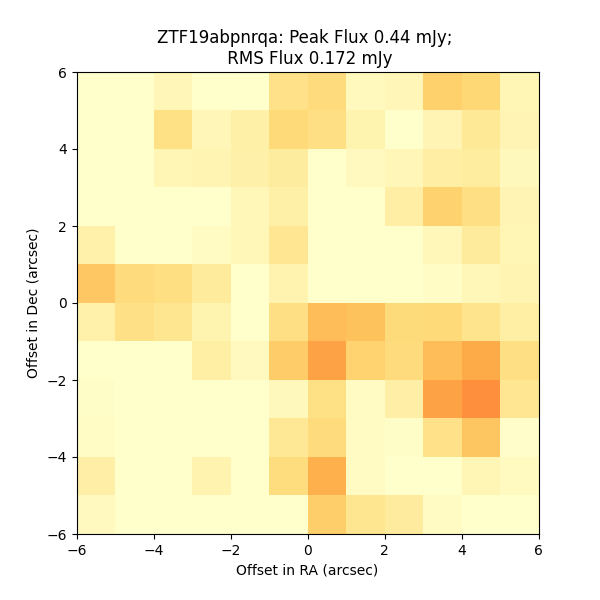 ZTF19abpnrqa: Peak Flux 0.44 mJy;
RMS Flux 0.172 mJy
6
4
2
0
−2
−4
−6
Offset in Dec (arcsec)
−6 −4 −2 0 2 4 6
Offset in RA (arcsec)